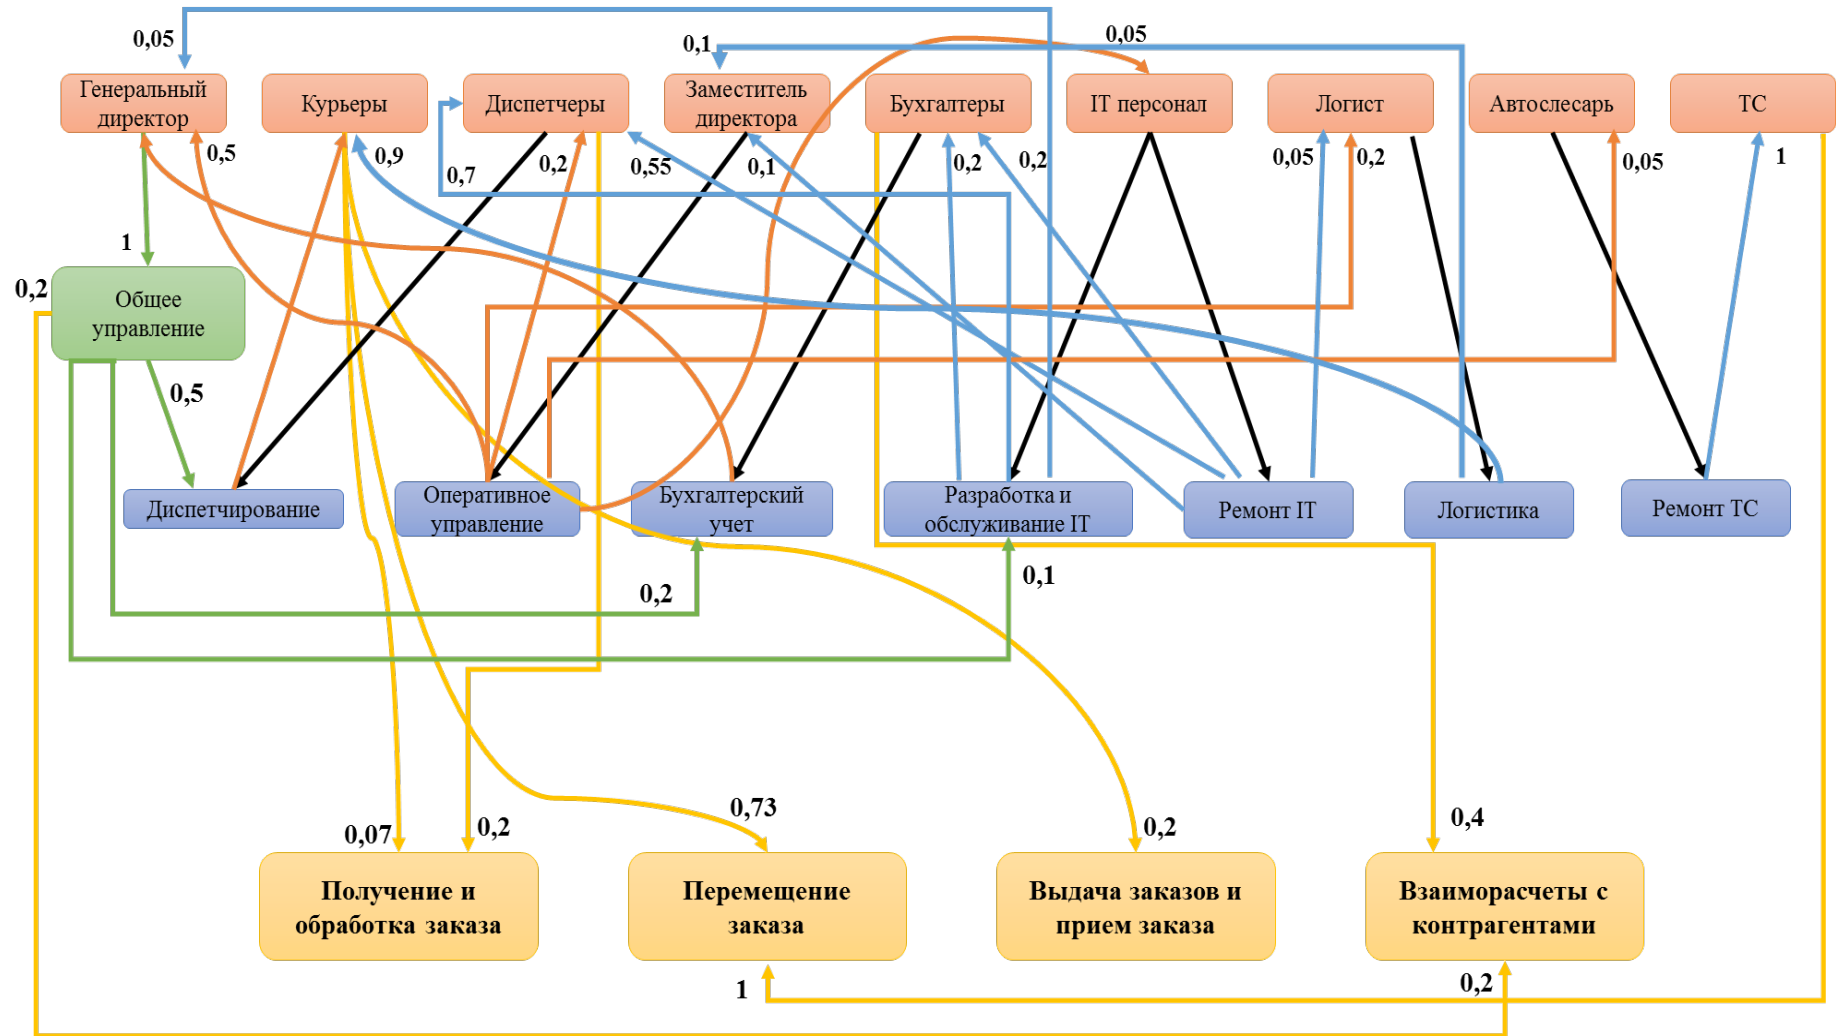 0,05
0,1
0,05
Генеральный
директор
Курьеры
Диспетчеры
Заместитель
директора
Бухгалтеры
IT персонал
Логист
Автослесарь
ТС
0,5
0,9
0,7
0,2
0,55
0,1
0,2
0,2
0,05
0,2
0,05
1
1
0,2
Общее
управление
0,5
Диспетчирование
Оперативное
управление
Бухгалтерский
учет
Разработка и
обслуживание IT
Ремонт IT
Логистика
Ремонт ТС
0,2
0,1
0,07
0,2
0,73
0,2
0,4
Получение и
обработка заказа
Перемещение
заказа
Выдача заказов и
прием заказа
Взаиморасчеты с
контрагентами
1
0,2